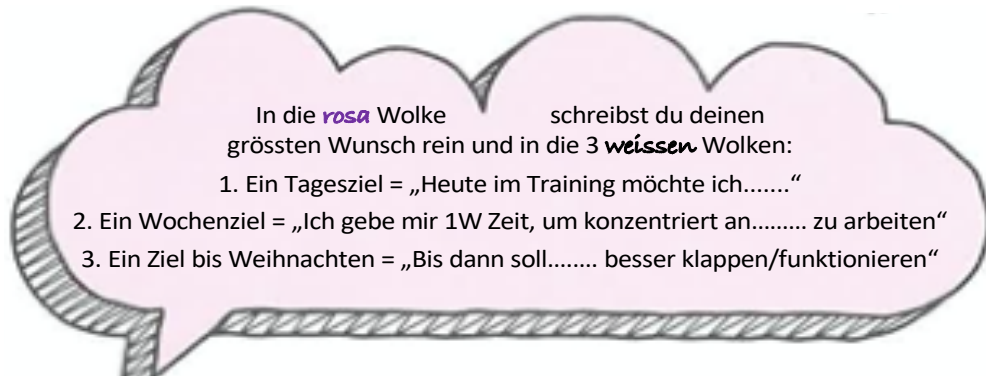 In die rosa Wolke schreibst du deinen
grössten Wunsch rein und in die 3 weissen Wolken:
1. Ein Tagesziel = „Heute im Training möchte ich.......“
2. Ein Wochenziel = „Ich gebe mir 1W Zeit, um konzentriert an......... zu arbeiten“
3. Ein Ziel bis Weihnachten = „Bis dann soll........ besser klappen/funktionieren“